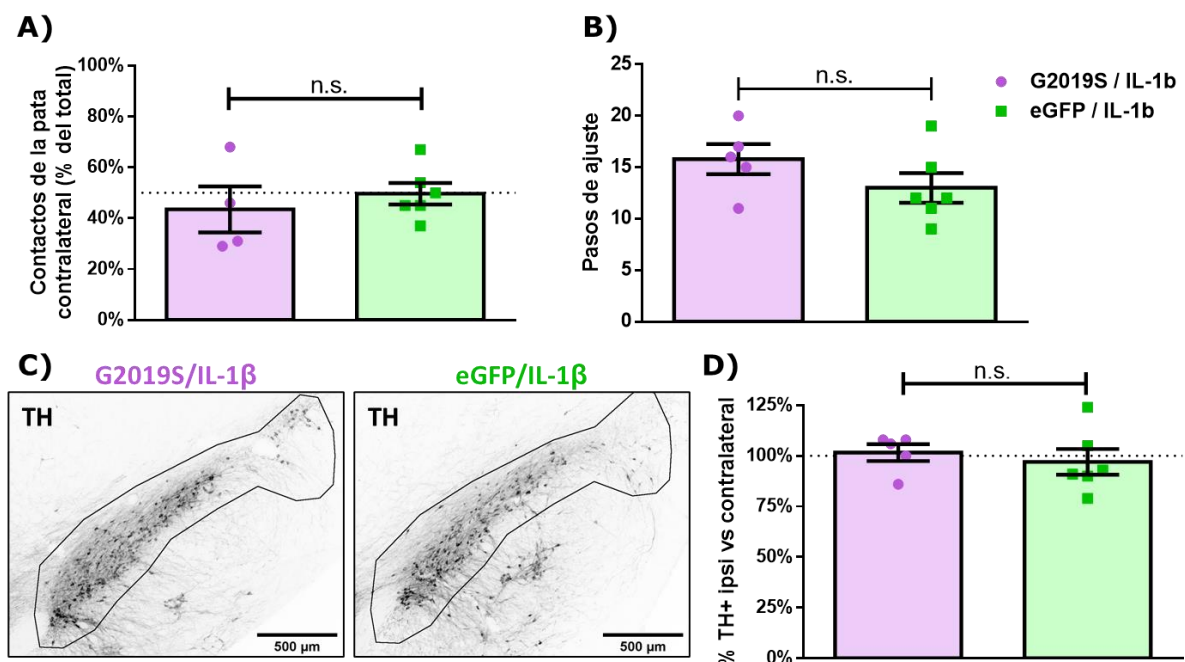 A)
Contactos de la pata
contralateral (% del total)
100%
80%
60%
40%
20%
0%
n.s.
B)
Pasos de ajuste
25
20
15
10
5
0
n.s.
G2019S / IL-1b
eGFP / IL-1b
C)
G2019S/IL-1β
TH
500 µm
eGFP/IL-1β
TH
500 µm
D)
% TH+ ipsi vs contralateral
125%
100%
75%
50%
25%
0%
n.s.